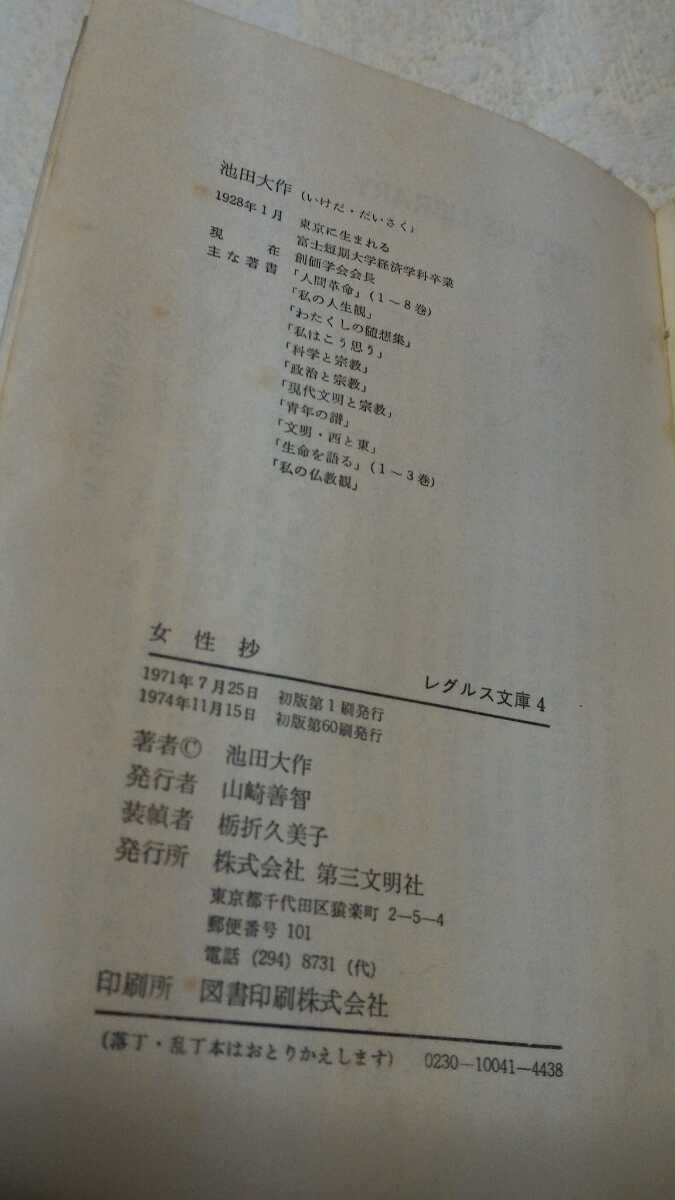 池田大作(いけだ・だいさく)
1928年1月 東京に生まれる
富士短期大学経済学科卒業
現在 創価学会会長
主な著書「人間革命」(1～8巻)
「私の人生観」
「わたくしの随想集」
「私はこう思う」
「科学と宗教」
「政治と宗教」
「現代文明と宗教」
「青年の譜」
「文明・西と東」
「生命を語る」(1～3巻)
「私の仏教観」
女性抄 レグルス文庫4
1971年7月25日 初版第1刷発行
1974年11月15日 初版第60刷発行
著者© 池田大作
発行者 山崎善智
装幀者 栃折久美子
発行所 株式会社 第三文明社
東京都千代田区猿楽町 2-5-4
郵便番号 101
電話 (294) 8731 (代)
印刷所 図書印刷株式会社
(落丁・乱丁本はおとりかえします) 0230-10041-4438